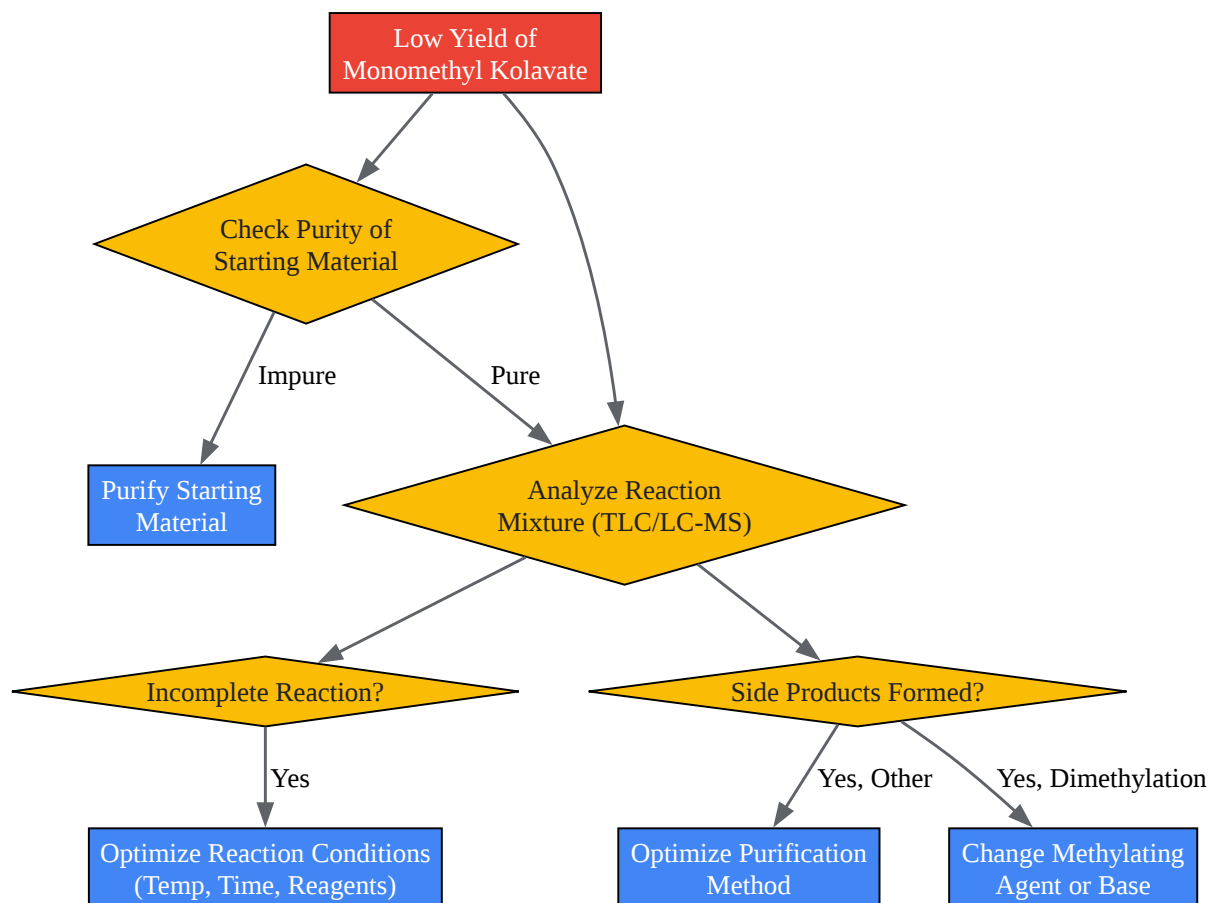 Low Yield of
Monomethyl Kolavate
Check Purity of
Starting Material
Impure
Pure
Purify Starting
Material
Analyze Reaction
Mixture (TLC/LC-MS)
Incomplete Reaction?
Side Products Formed?
Yes
Yes, Other
Yes, Dimethylation
Optimize Reaction Conditions
(Temp, Time, Reagents)
Optimize Purification
Method
Change Methylating
Agent or Base